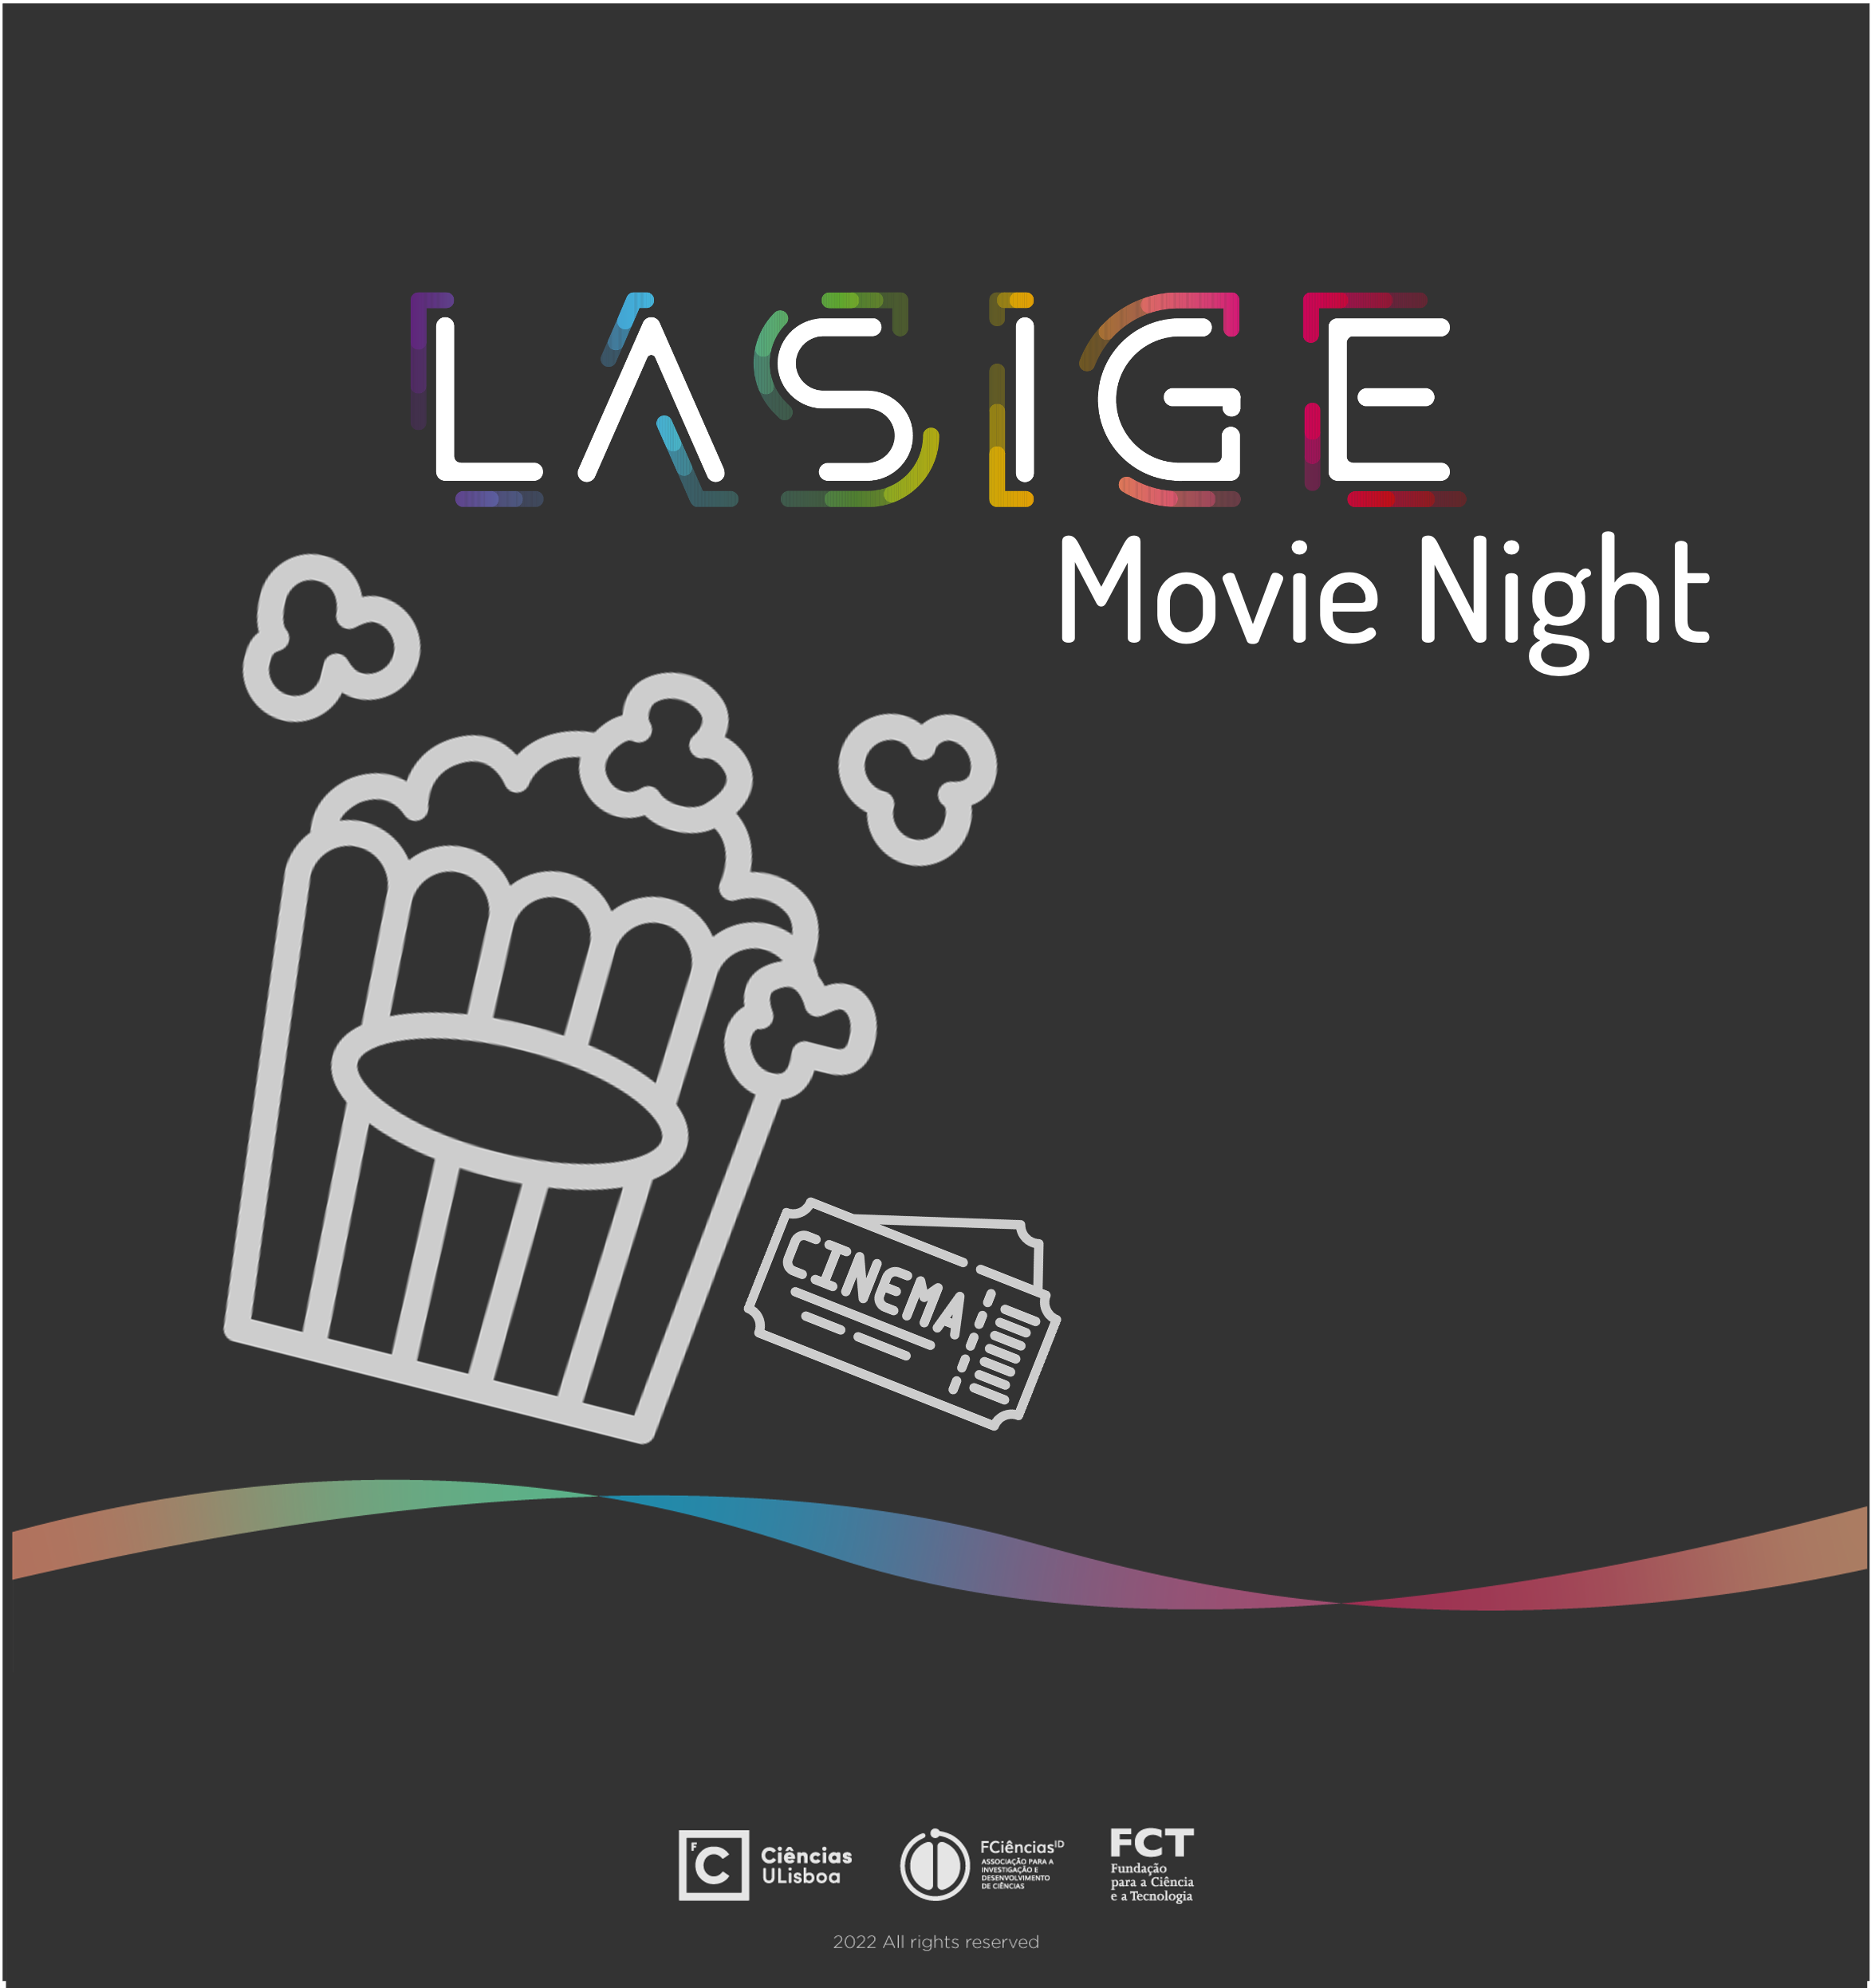 LASIGE
Movie Night
CINEMA
F
C
Ciências
ULisboa
FCiências ID
ASSOCIAÇÃO PARA A
INVESTIGAÇÃO E
DESENVOLVIMENTO
DE CIÊNCIAS
FCT
Fundação
para a Ciência
e a Tecnologia
2022 All rights reserved